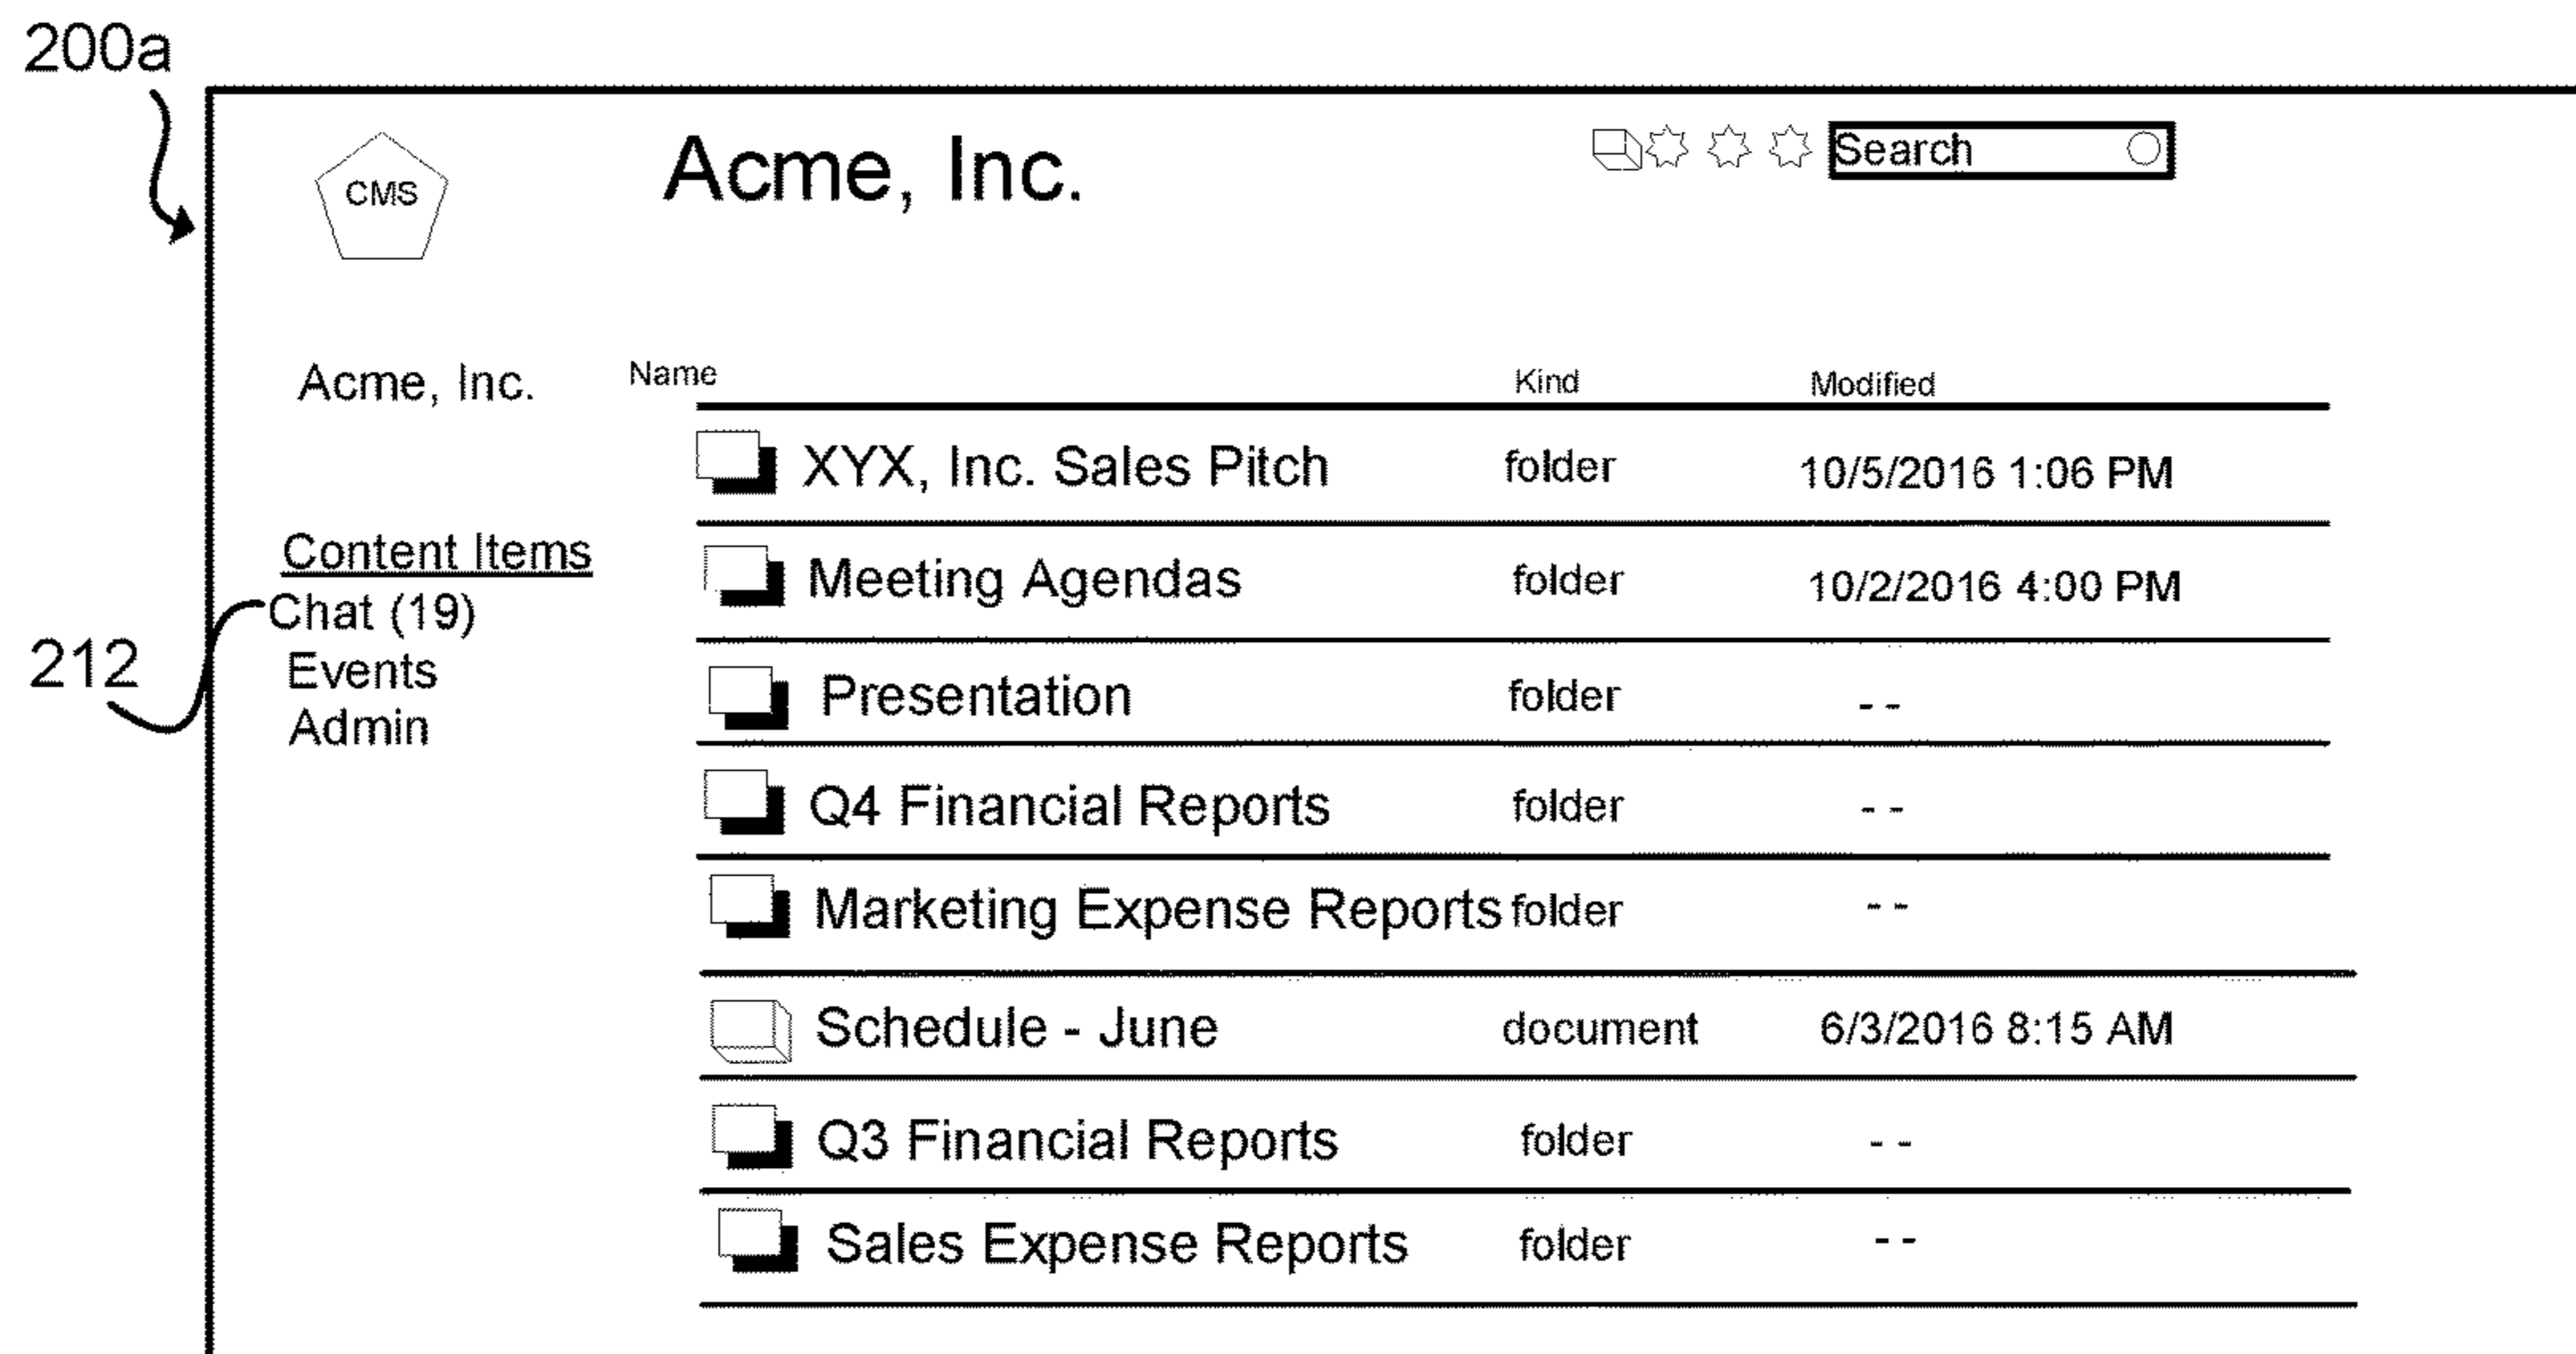 200a
CMS
Acme, Inc.
Search
Acme, Inc.
Name Kind Modified
XYX, Inc. Sales Pitch folder 10/5/2016 1:06 PM
Content Items
Meeting Agendas folder 10/2/2016 4:00 PM
Chat (19)
212
Events
Admin
Presentation folder - -
Q4 Financial Reports folder - -
Marketing Expense Reports folder - -
Schedule - June document 6/3/2016 8:15 AM
Q3 Financial Reports folder - -
Sales Expense Reports folder - -